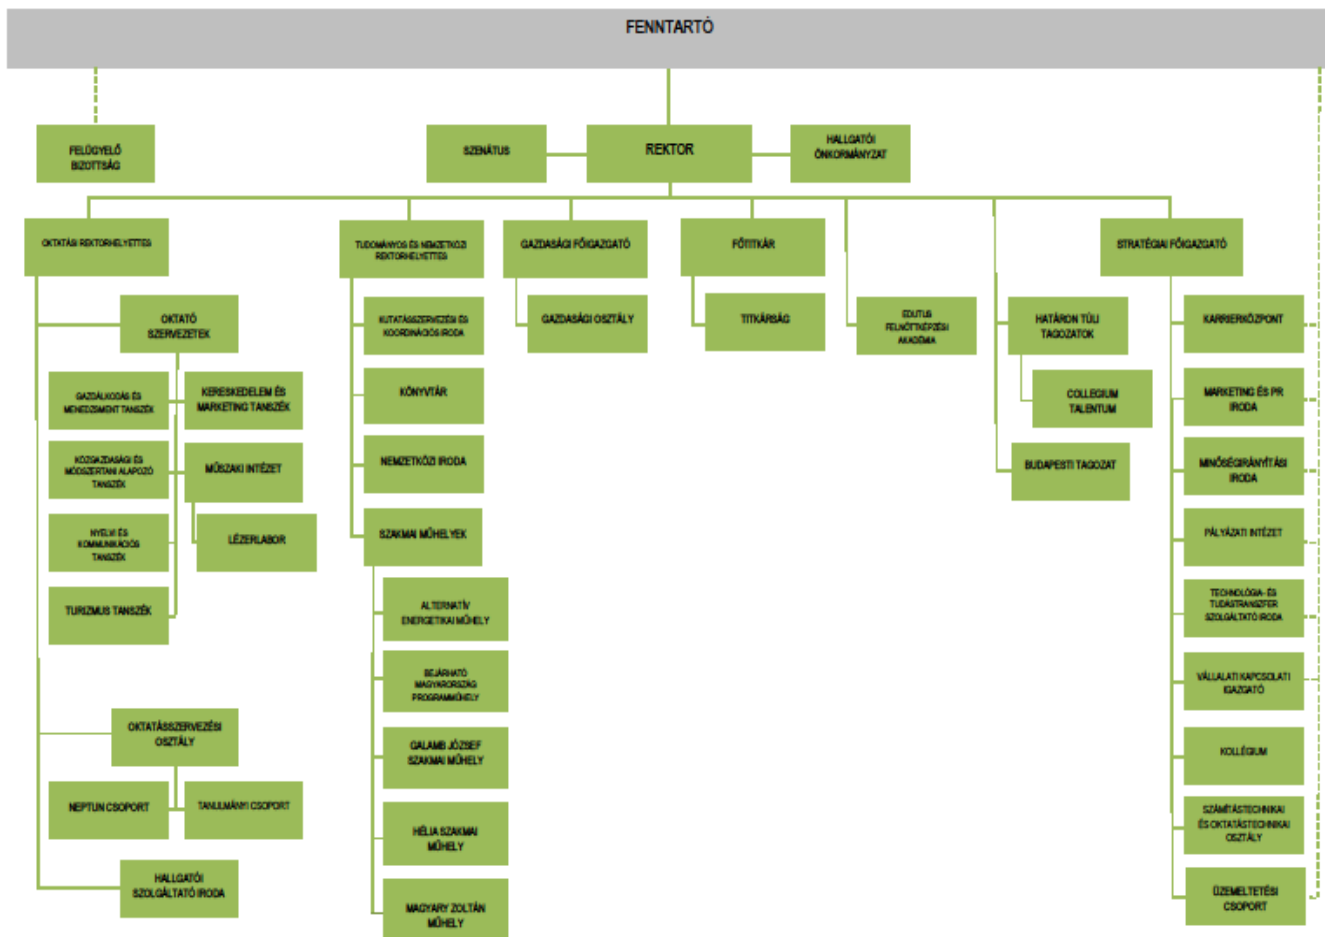 FENNTARTÓ
FELÜGYELŐ
BIZOTTSÁG
SZENÁTUS
REKTOR
HALLGATÓI
ÖNKORMÁNYZAT
OKTATÁSI REKTORHELYETTES
TUDOMÁNYOS ÉS NEMZETKÖZI
REKTORHELYETTES
GAZDASÁGI FŐIGAZGATÓ
FŐTITKÁR
STRATÉGIAI FŐIGAZGATÓ
OKTATÓ
SZERVEZETEK
GAZDÁLKODÁS ÉS
MENEDZSMENT TANSZÉK
KERESKEDELEM ÉS
MARKETING TANSZÉK
KÖZGAZDASÁGI ÉS
MÓDSZERTANI ALAPOZÓ
TANSZÉK
MŰSZAKI INTÉZET
NYELVI ÉS
KOMMUNIKÁCIÓS
TANSZÉK
LÉZERLABOR
TURIZMUS TANSZÉK
OKTATÁSSZERVEZÉSI
OSZTÁLY
NEPTUN CSOPORT
TANULMÁNYI CSOPORT
HALLGATÓI
SZOLGÁLTATÓ IRODA
KUTATÁSSZERVEZÉSI ÉS
KOORDINÁCIÓS IRODA
KÖNYVTÁR
NEMZETKÖZI IRODA
SZAKMAI MŰHELYEK
ALTERNATÍV
ENERGETIKAI MŰHELY
BEJÁRHATÓ
MAGYARORSZÁG
PROGRAMMŰHELY
GALAMB JÓZSEF
SZAKMAI MŰHELY
HÉLIA SZAKMAI
MŰHELY
MAGYARY ZOLTÁN
MŰHELY
GAZDASÁGI OSZTÁLY
TITKÁRSÁG
EDUTUS
FELNŐTTKÉPZÉSI
AKADÉMIA
HATÁRON TÚLI
TAGOZATOK
COLLEGIUM
TALENTUM
BUDAPESTI TAGOZAT
KARRIERKÖZPONT
MARKETING ÉS PR
IRODA
MINŐSÉGIRÁNYÍTÁSI
IRODA
PÁLYÁZATI INTÉZET
TECHNOLÓGIA- ÉS
TUDÁSTRANSZFER
SZOLGÁLTATÓ IRODA
VÁLLALATI KAPCSOLATI
IGAZGATÓ
KOLLÉGIUM
SZÁMÍTÁSTECHNIKAI
ÉS OKTATÁSTECHNIKAI
OSZTÁLY
ÜZEMELTETÉSI
CSOPORT